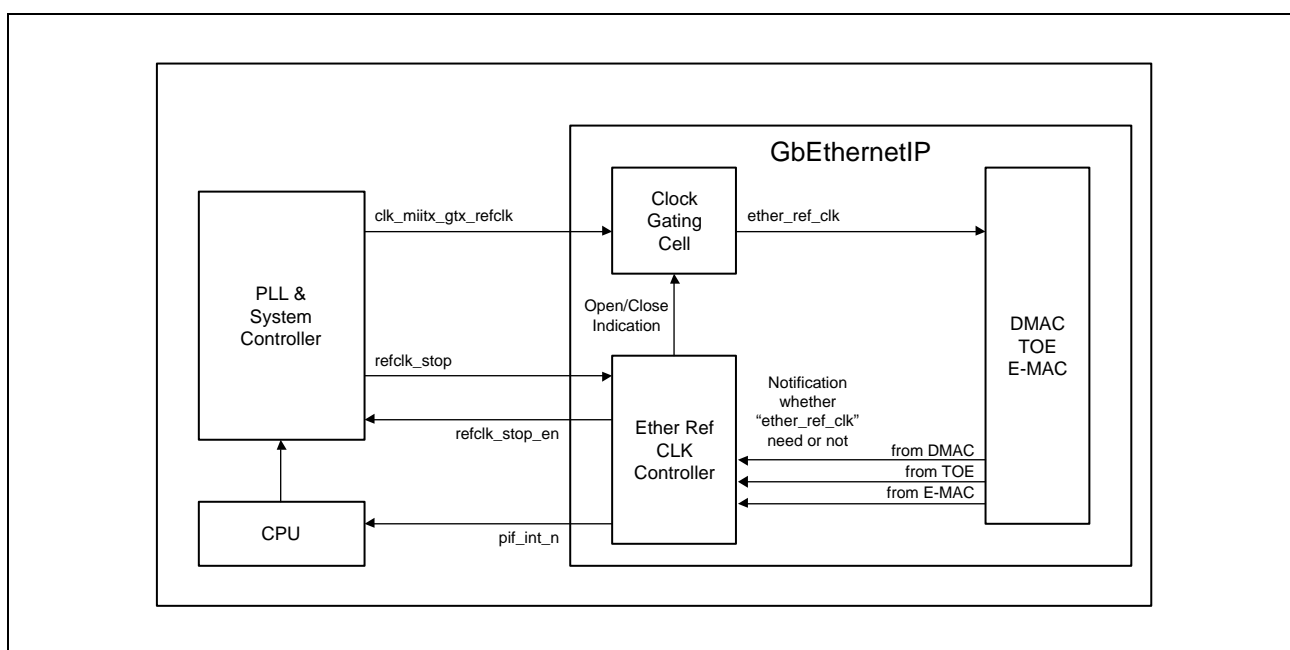 GbEthernetIP
Clock
Gating
Cell
clk_miitx_gtx_refclk
ether_ref_clk
PLL &
System
Controller
Open/Close
Indication
DMAC
TOE
E-MAC
refclk_stop
refclk_stop_en
Ether Ref
CLK
Controller
Notification
whether
“ether_ref_clk”
need or not
from DMAC
from TOE
from E-MAC
CPU
pif_int_n